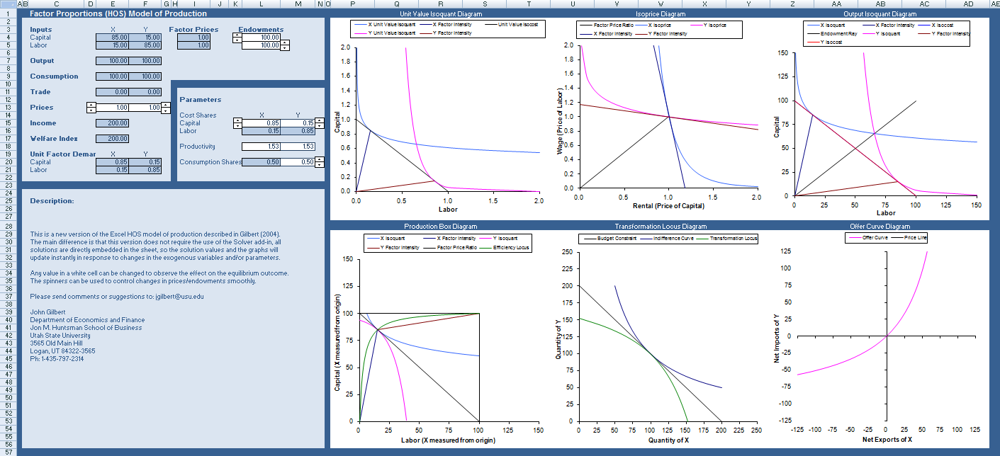 A B C D E F G H I J K L M N O P Q R S T U V W X Y Z AA AB AC AD AE
Factor Proportions (HOS) Model of Production
Inputs X Y Factor Prices Endowments
Capital 85.00 15.00 1.00 100.00
Labor 15.00 85.00 1.00 100.00
Output 100.00 100.00
Consumption 100.00 100.00
Trade 0.00 0.00
Prices 1.00 1.00
Income 200.00
Welfare Index 200.00
Unit Factor Demar X Y
Capital 0.85 0.15
Labor 0.15 0.85
Parameters
Cost Shares X Y
Capital 0.85 0.15
Labor 0.15 0.85
Productivity 1.53 1.53
Consumption Shares 0.50 0.50
Description:
This is a new version of the Excel HOS model of production described in Gilbert (2004).
The main difference is that this version does not require the use of the Solver add-in, all
solutions are directly embedded in the sheet, so the solution values and the graphs will
update instantly in response to changes in the exogenous variables and/or parameters.
Any value in a white cell can be changed to observe the effect on the equilibrium outcome.
The spinners can be used to control changes in prices/endowments smoothly.
Please send comments or suggestions to: jgilbert@usu.edu
John Gilbert
Department of Economics and Finance
Jon M. Huntsman School of Business
Utah State University
3565 Old Main Hill
Logan, UT 84322-3565
Ph: 1-435-797-2314
Unit Value Isoquant Diagram
X Unit Value Isoquant X Factor Intensity Unit Value Isocost
Y Unit Value Isoquant Y Factor Intensity
Capital
2.0
1.8
1.6
1.4
1.2
1.0
0.8
0.6
0.4
0.2
0.0
0.0 0.5 1.0 1.5 2.0
Labor
Isoprice Diagram
Factor Price Ratio X Isoprice Y Isoprice
X Factor Intensity Y Factor Intensity
Wage (Price of Labor)
2.0
1.8
1.6
1.4
1.2
1.0
0.8
0.6
0.4
0.2
0.0
0.0 0.5 1.0 1.5 2.0
Rental (Price of Capital)
Output Isoquant Diagram
X Isoquant X Factor Intensity X Isocost
Endowment Ray Y Isoquant Y Factor Intensity
Y Isocost
Capital
150
125
100
75
50
25
0
0 25 50 75 100 125 150
Labor
Production Box Diagram
X Isoquant X Factor Intensity Y Isoquant
Y Factor Intensity Factor Price Ratio Efficiency Locus
Capital (X measured from origin)
150
125
100
75
50
25
0
0 25 50 75 100 125 150
Labor (X measured from origin)
Transformation Locus Diagram
Budget Constraint Indifference Curve Transformation Locus
Quantity of Y
250
225
200
175
150
125
100
75
50
25
0
0 25 50 75 100 125 150 175 200 225 250
Quantity of X
Offer Curve Diagram
Offer Curve Price Line
Net Imports of Y
125
100
75
50
25
0
-25
-50
-75
-100
-125
-125 -100 -75 -50 -25 0 25 50 75 100 125
Net Exports of X
1
2
3
4
5
6
7
8
9
10
11
12
13
14
15
16
17
18
19
20
21
22
23
24
25
26
27
28
29
30
31
32
33
34
35
36
37
38
39
40
41
42
43
44
45
46
47
48
49
50
51
52
53
54
55
56
57